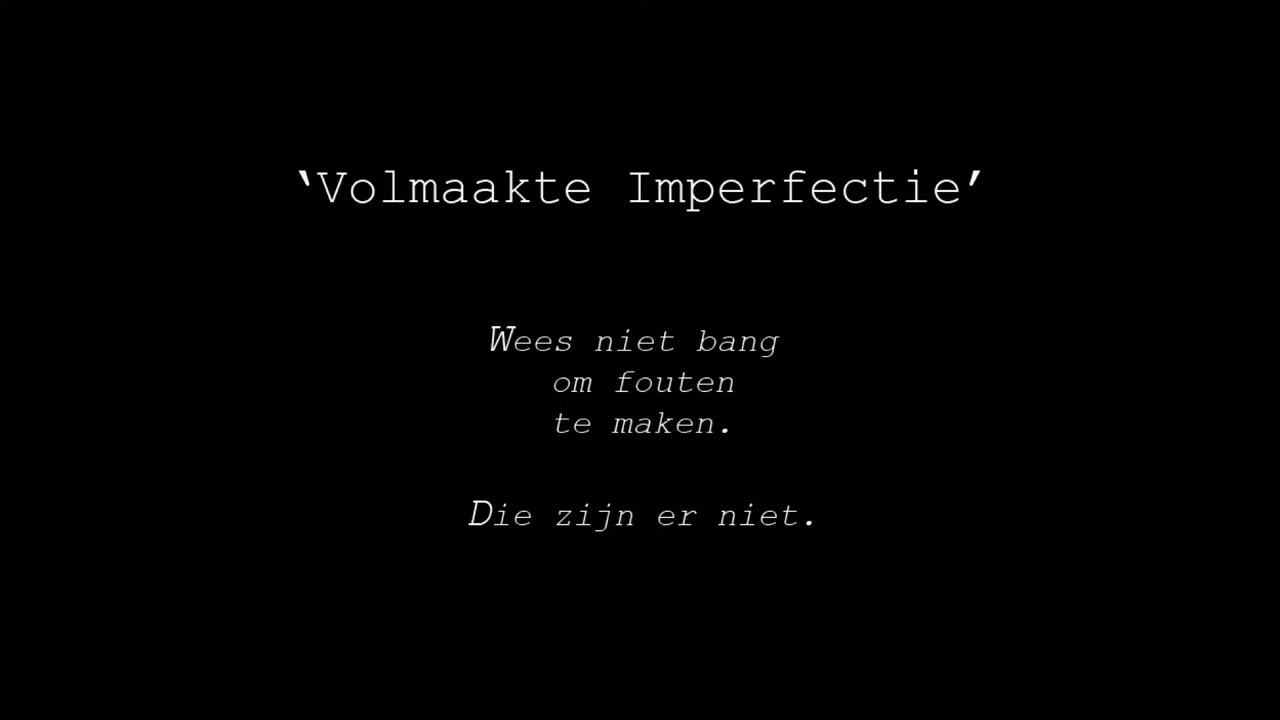 ‘Volmaakte Imperfectie’
Wees niet bang
om fouten
te maken.
Die zijn er niet.